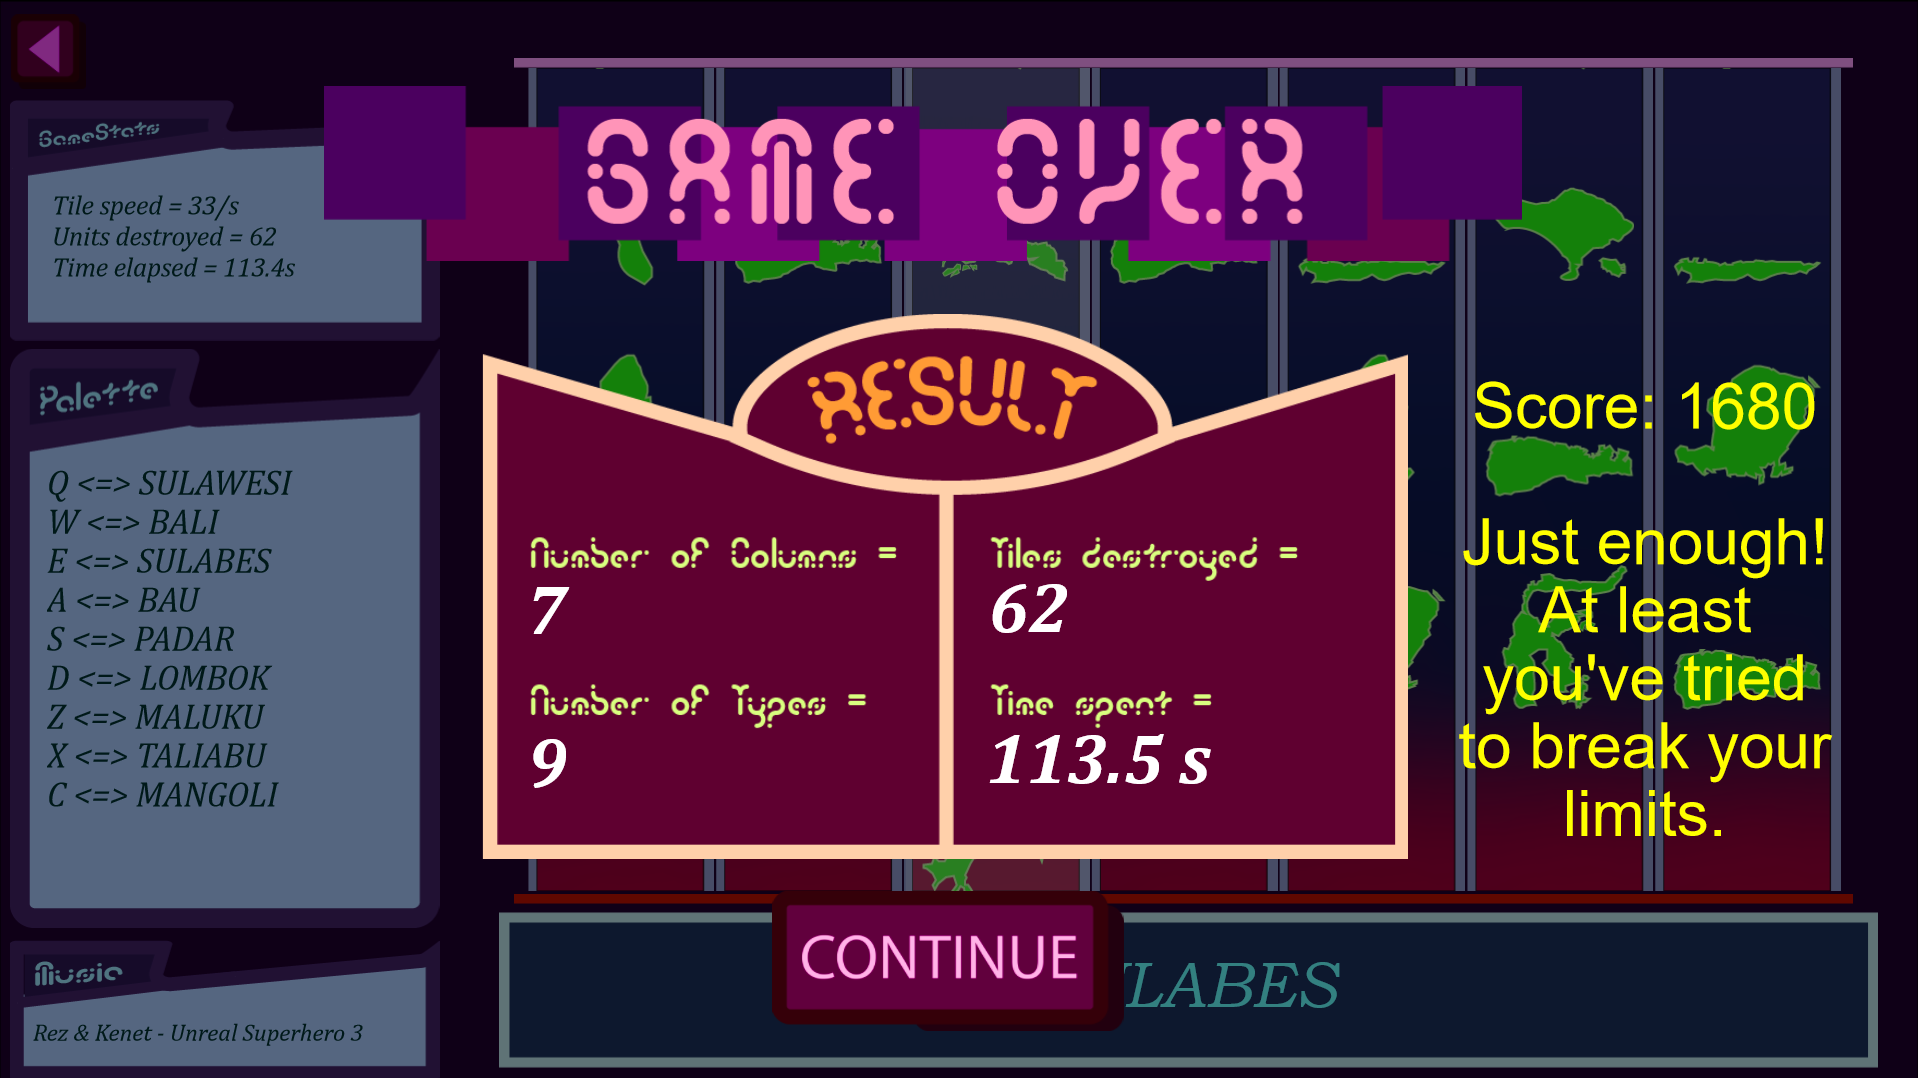 GAME OVER
GameStats
Tile speed = 33/s
Units destroyed = 62
Time elapsed = 113.4s
Palette
Q <=> SULAWESI
W <=> BALI
E <=> SULABES
A <=> BAU
S <=> PADAR
D <=> LOMBOK
Z <=> MALUKU
X <=> TALIABU
C <=> MANGOLI
Music
Rez & Kenet - Unreal Superhero 3
RESULT
Number of Columns =
7
Number of Types =
9
Tiles destroyed =
62
Time spent =
113.5 s
Score: 1680
Just enough!
At least
you've tried
to break your
limits.
CONTINUE
LABES